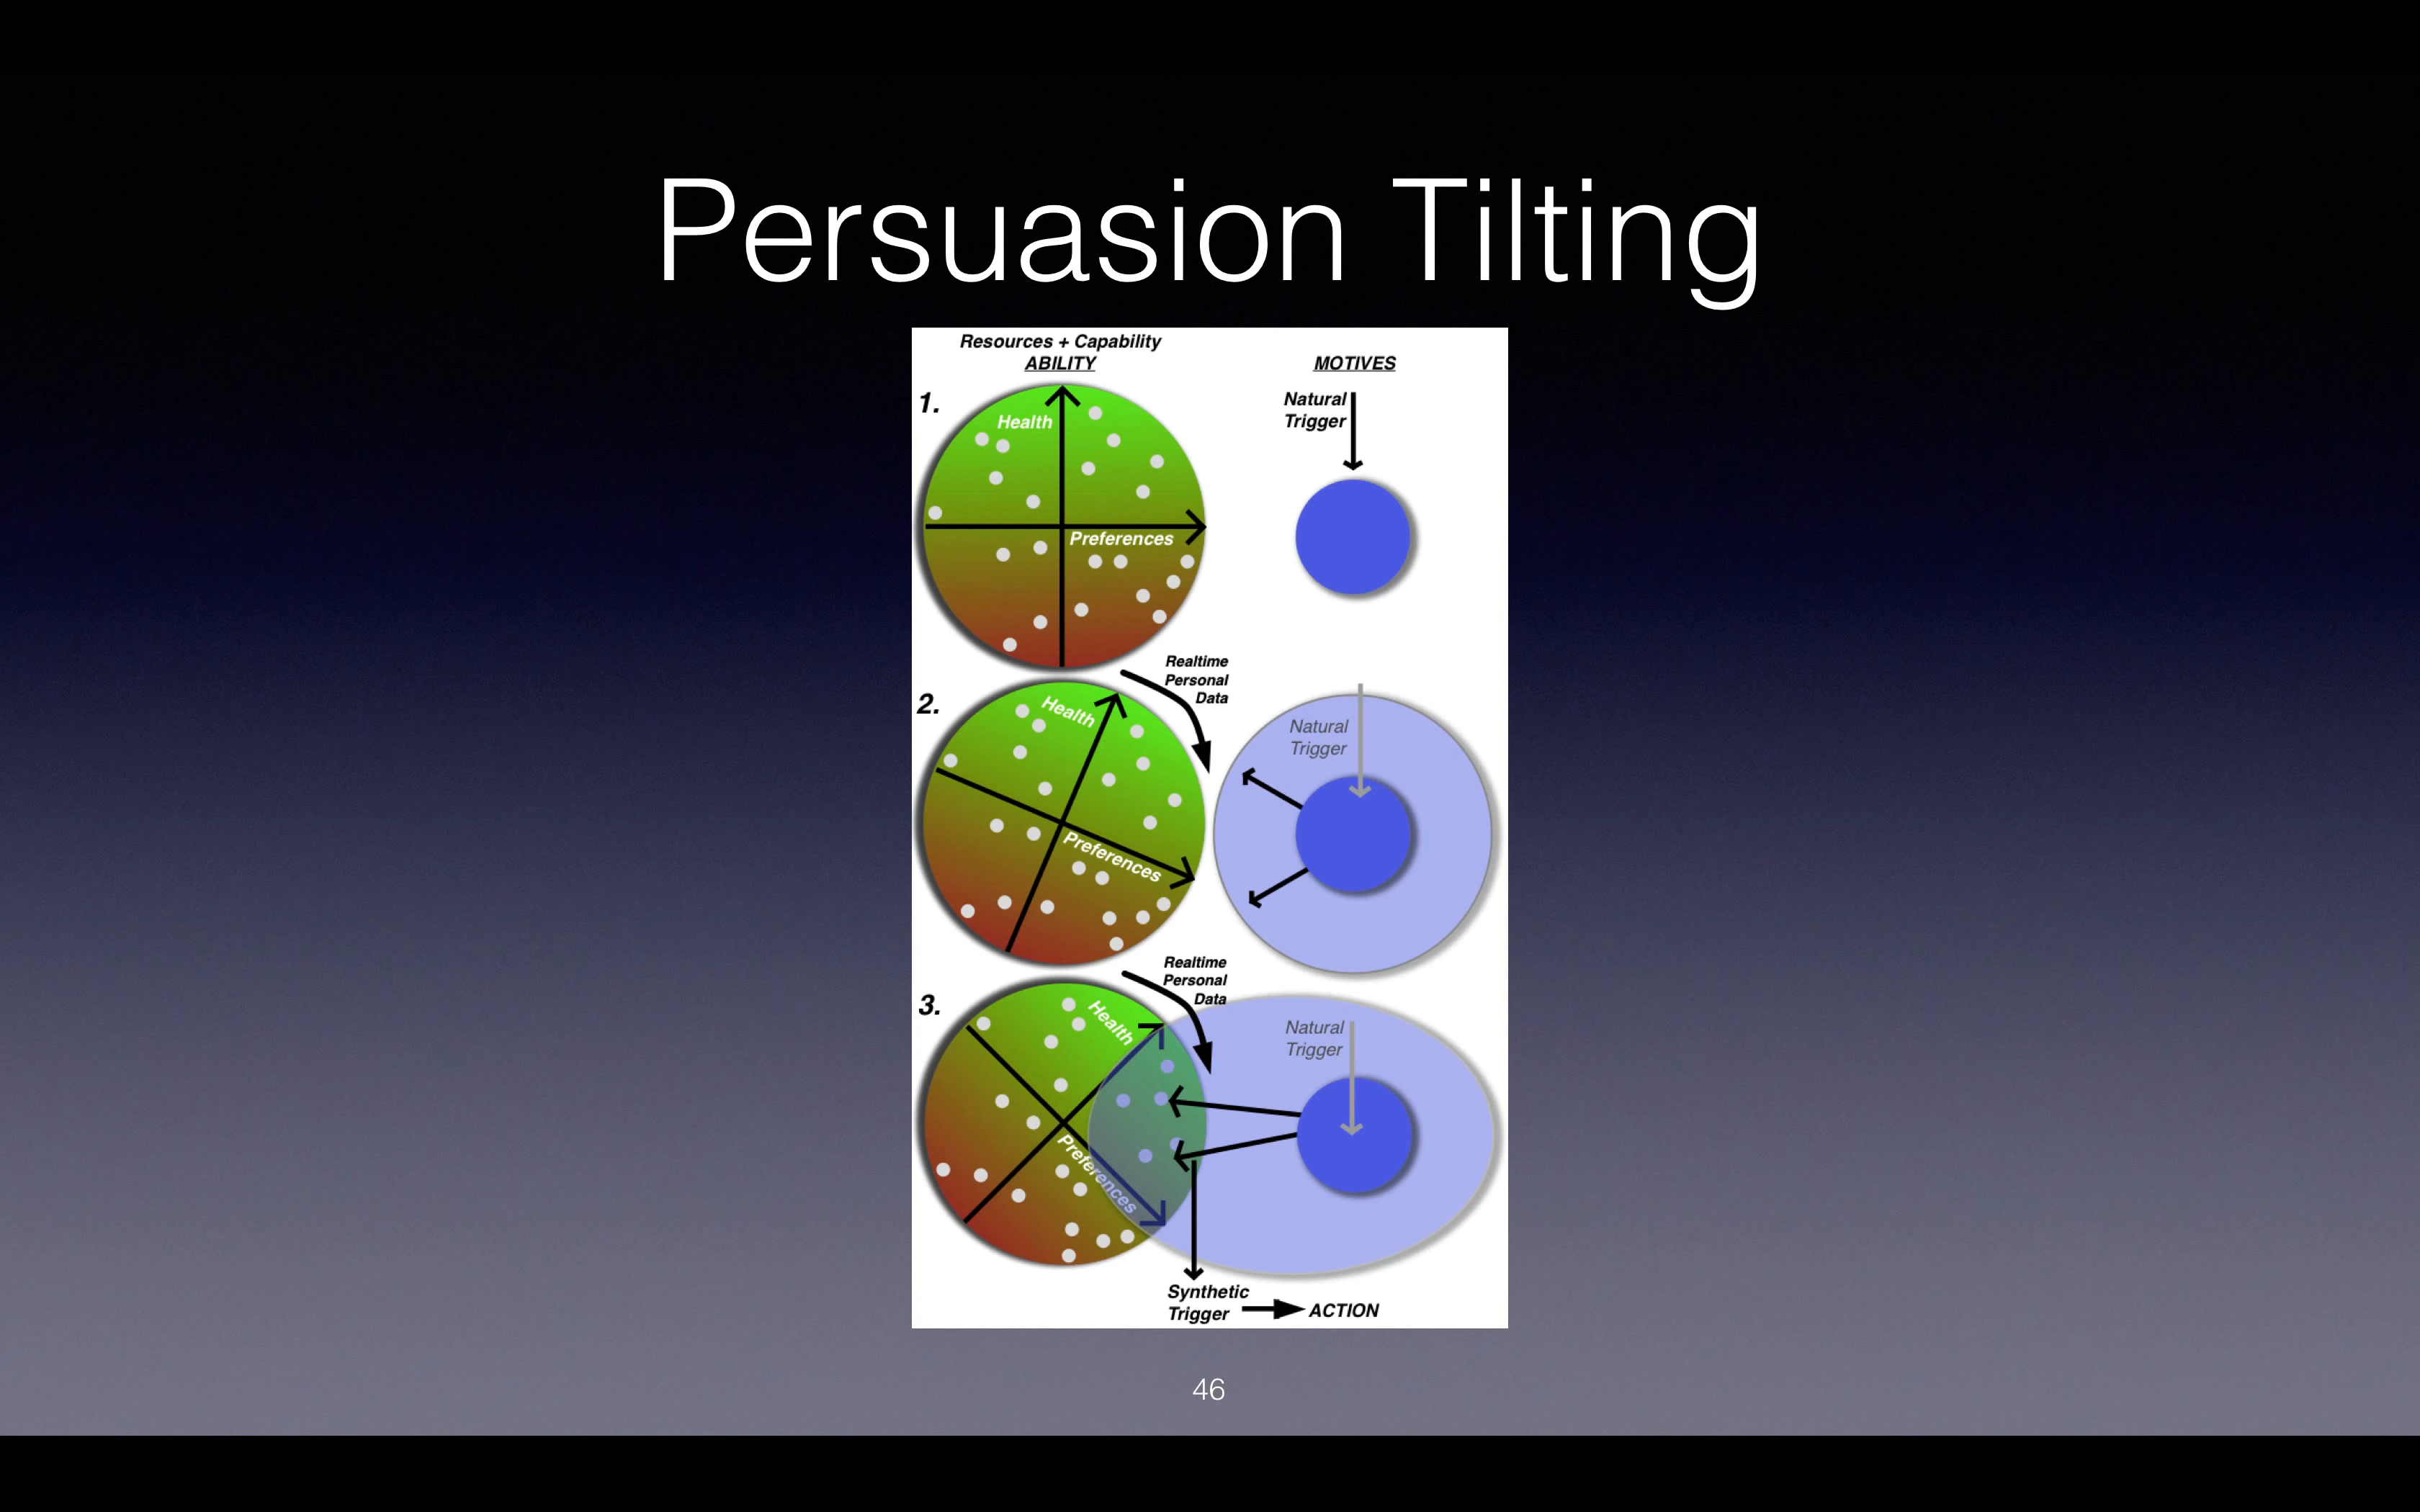 Persuasion Tilting
Resources + Capability
ABILITY
MOTIVES
1.
Health
Preferences
Natural
Trigger
Realtime
Personal
Data
2.
Health
Preferences
Natural
Trigger
Realtime
Personal
Data
3.
Health
Preferences
Natural
Trigger
Synthetic
Trigger
ACTION
46